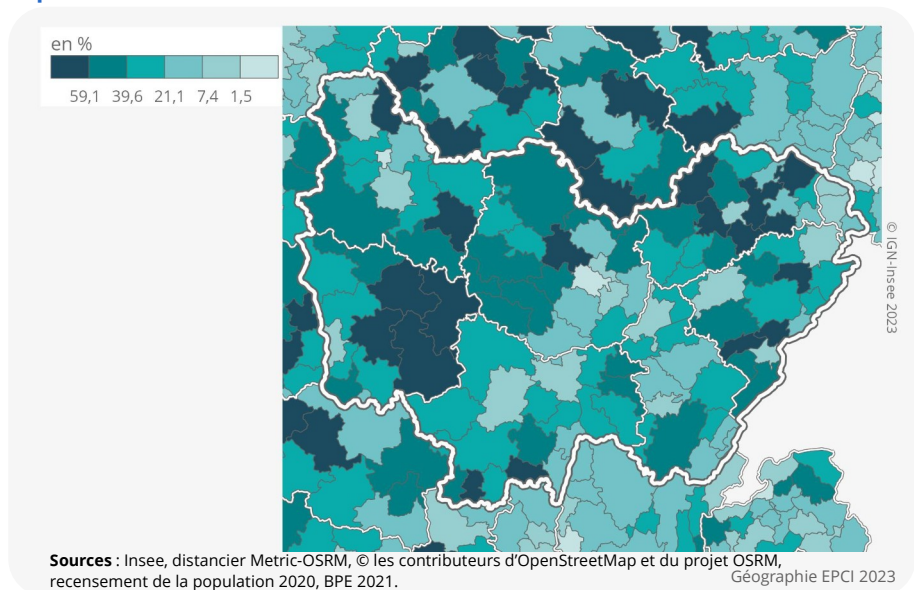 en %
59,1 39,6 21,1 7,4 1,5
© IGN-Insee 2023
Sources : Insee, distancier Metric-OSRM, © les contributeurs d'OpenStreetMap et du projet OSRM,
recensement de la population 2020, BPE 2021.
Géographie EPCI 2023